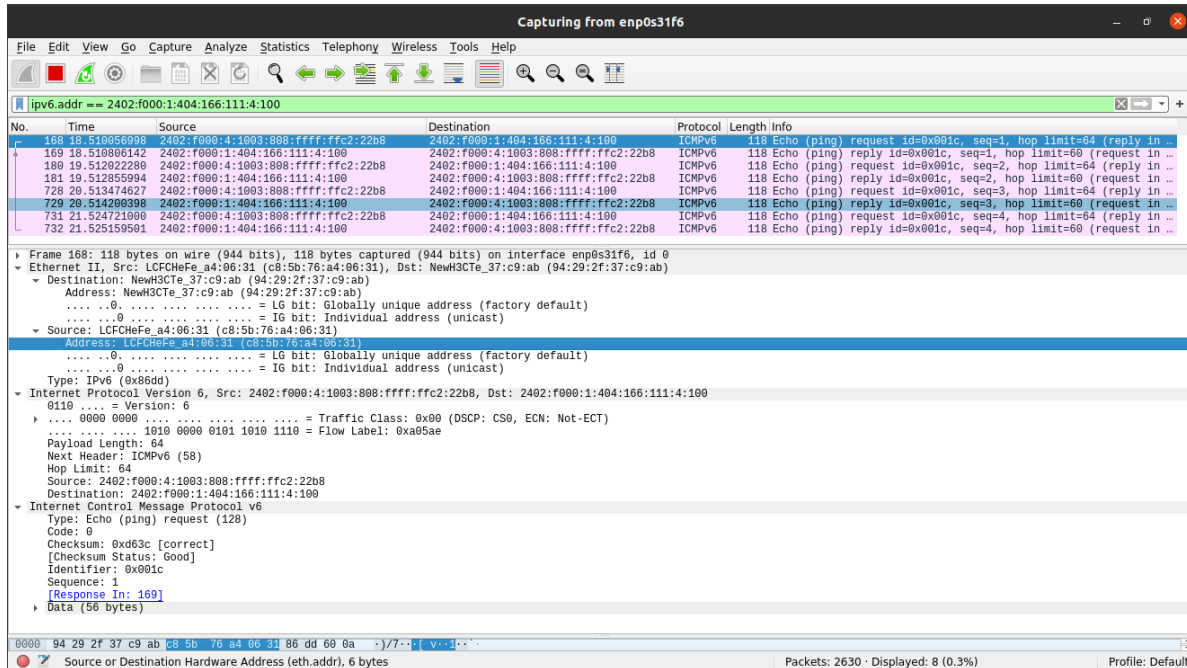 Capturing from enp0s31f6
File Edit View Go Capture Analyze Statistics Telephony Wireless Tools Help
ipv6.addr == 2402:f000:1:404:166:111:4:100
No. Time Source Destination Protocol Length Info
168 18.510056998 2402:f000:4:1003:808:ffff:ffc2:22b8 2402:f000:1:404:166:111:4:100 ICMPv6 118 Echo (ping) request id=0x001c, seq=1, hop limit=64 (reply in …
169 18.510806142 2402:f000:1:404:166:111:4:100 2402:f000:4:1003:808:ffff:ffc2:22b8 ICMPv6 118 Echo (ping) reply id=0x001c, seq=1, hop limit=60 (request in …
180 19.512022280 2402:f000:4:1003:808:ffff:ffc2:22b8 2402:f000:1:404:166:111:4:100 ICMPv6 118 Echo (ping) request id=0x001c, seq=2, hop limit=64 (reply in …
181 19.512855994 2402:f000:1:404:166:111:4:100 2402:f000:4:1003:808:ffff:ffc2:22b8 ICMPv6 118 Echo (ping) reply id=0x001c, seq=2, hop limit=60 (request in …
728 20.513474627 2402:f000:4:1003:808:ffff:ffc2:22b8 2402:f000:1:404:166:111:4:100 ICMPv6 118 Echo (ping) request id=0x001c, seq=3, hop limit=64 (reply in …
729 20.514200398 2402:f000:1:404:166:111:4:100 2402:f000:4:1003:808:ffff:ffc2:22b8 ICMPv6 118 Echo (ping) reply id=0x001c, seq=3, hop limit=60 (request in …
731 21.524721000 2402:f000:4:1003:808:ffff:ffc2:22b8 2402:f000:1:404:166:111:4:100 ICMPv6 118 Echo (ping) request id=0x001c, seq=4, hop limit=64 (reply in …
732 21.525159501 2402:f000:1:404:166:111:4:100 2402:f000:4:1003:808:ffff:ffc2:22b8 ICMPv6 118 Echo (ping) reply id=0x001c, seq=4, hop limit=60 (request in …
Frame 168: 118 bytes on wire (944 bits), 118 bytes captured (944 bits) on interface enp0s31f6, id 0
Ethernet II, Src: LCFCHeFe_a4:06:31 (c8:5b:76:a4:06:31), Dst: NewH3CTe_37:c9:ab (94:29:2f:37:c9:ab)
Destination: NewH3CTe_37:c9:ab (94:29:2f:37:c9:ab)
Address: NewH3CTe_37:c9:ab (94:29:2f:37:c9:ab)
.... ..0. .... .... .... .... = LG bit: Globally unique address (factory default)
.... ...0 .... .... .... .... = IG bit: Individual address (unicast)
Source: LCFCHeFe_a4:06:31 (c8:5b:76:a4:06:31)
Address: LCFCHeFe_a4:06:31 (c8:5b:76:a4:06:31)
.... ..0. .... .... .... .... = LG bit: Globally unique address (factory default)
.... ...0 .... .... .... .... = IG bit: Individual address (unicast)
Type: IPv6 (0x86dd)
Internet Protocol Version 6, Src: 2402:f000:4:1003:808:ffff:ffc2:22b8, Dst: 2402:f000:1:404:166:111:4:100
0110 .... = Version: 6
.... 0000 0000 .... .... .... .... .... = Traffic Class: 0x00 (DSCP: CS0, ECN: Not-ECT)
.... .... .... 1010 0000 0101 1010 1110 = Flow Label: 0xa05ae
Payload Length: 64
Next Header: ICMPv6 (58)
Hop Limit: 64
Source: 2402:f000:4:1003:808:ffff:ffc2:22b8
Destination: 2402:f000:1:404:166:111:4:100
Internet Control Message Protocol v6
Type: Echo (ping) request (128)
Code: 0
Checksum: 0xd63c [correct]
[Checksum Status: Good]
Identifier: 0x001c
Sequence: 1
[Response In: 169]
Data (56 bytes)
0000 94 29 2f 37 c9 ab c8 5b 76 a4 06 31 86 dd 60 0a ·)/7···[ v··1··`·
Source or Destination Hardware Address (eth.addr), 6 bytes Packets: 2630 · Displayed: 8 (0.3%) Profile: Default